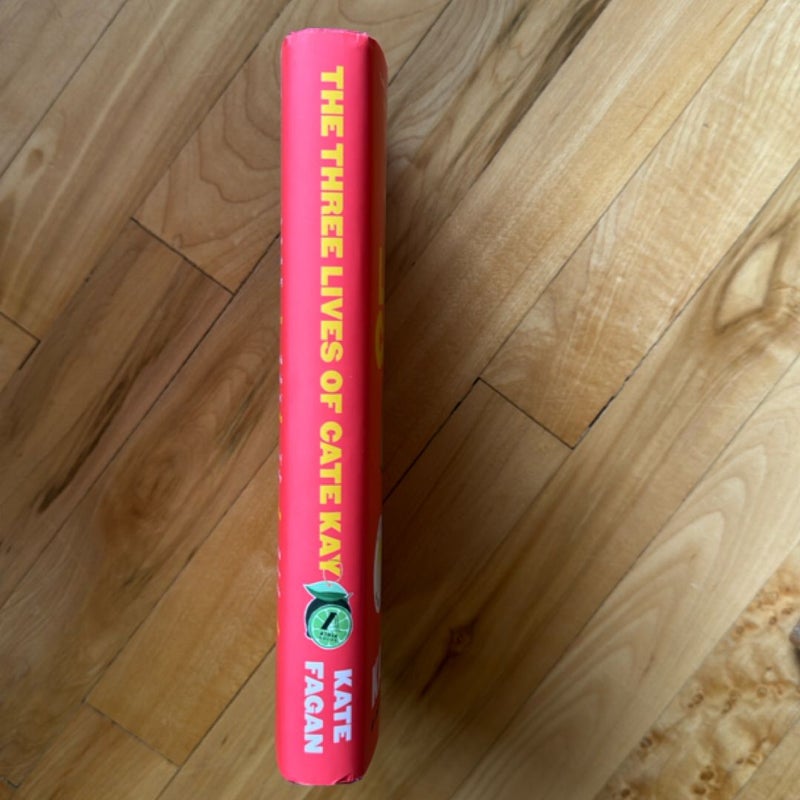 THE THREE LIVES OF CATE KAY
KATE
FAGAN